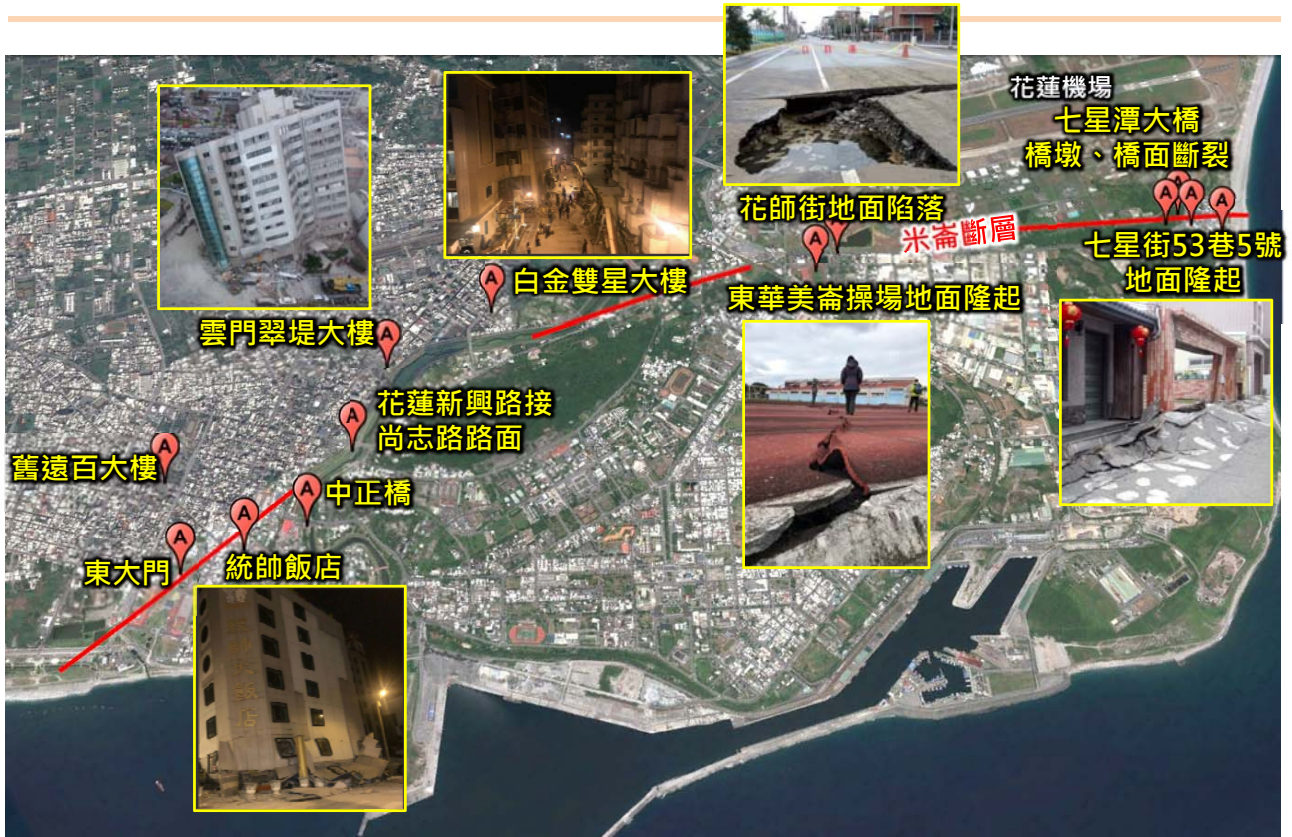 花蓮機場
七星潭大橋
橋墩、橋面斷裂
花師街地面陷落
米崙斷層
七星街53巷5號
地面隆起
白金雙星大樓
東華美崙操場地面隆起
雲門翠堤大樓
花蓮新興路接
尚志路路面
舊遠百大樓
中正橋
統帥飯店
東大門
A
A
A
A
A
A
A
A
A
A
A
A